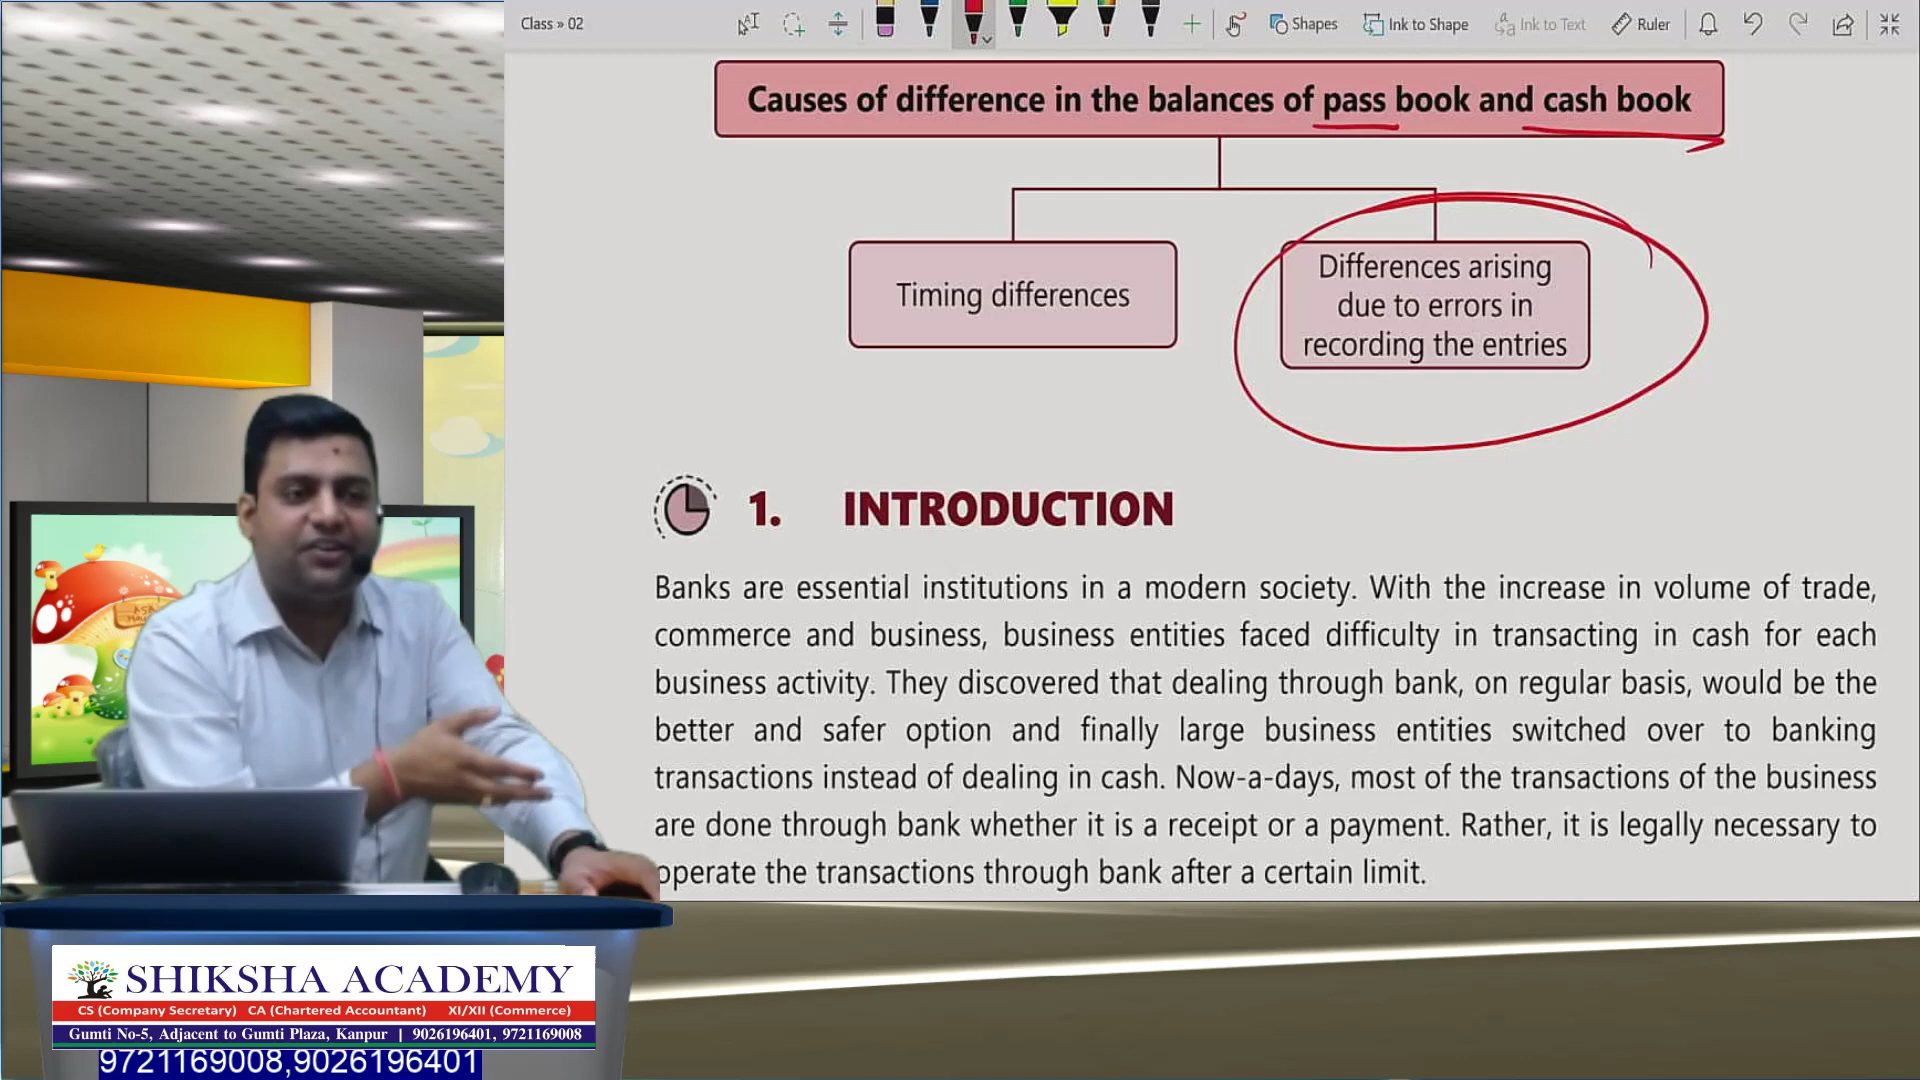 Class » 02
Shapes
Ink to Shape
Ink to Text
Ruler
Causes of difference in the balances of pass book and cash book
Timing differences
Differences arising
due to errors in
recording the entries
1. INTRODUCTION
Banks are essential institutions in a modern society. With the increase in volume of trade,
commerce and business, business entities faced difficulty in transacting in cash for each
business activity. They discovered that dealing through bank, on regular basis, would be the
better and safer option and finally large business entities switched over to banking
transactions instead of dealing in cash. Now-a-days, most of the transactions of the business
are done through bank whether it is a receipt or a payment. Rather, it is legally necessary to
operate the transactions through bank after a certain limit.
SHIKSHA ACADEMY
CS (Company Secretary) CA (Chartered Accountant) XI/XII (Commerce)
Gumti No-5, Adjacent to Gumti Plaza, Kanpur | 9026196401, 9721169008
9721169008,9026196401